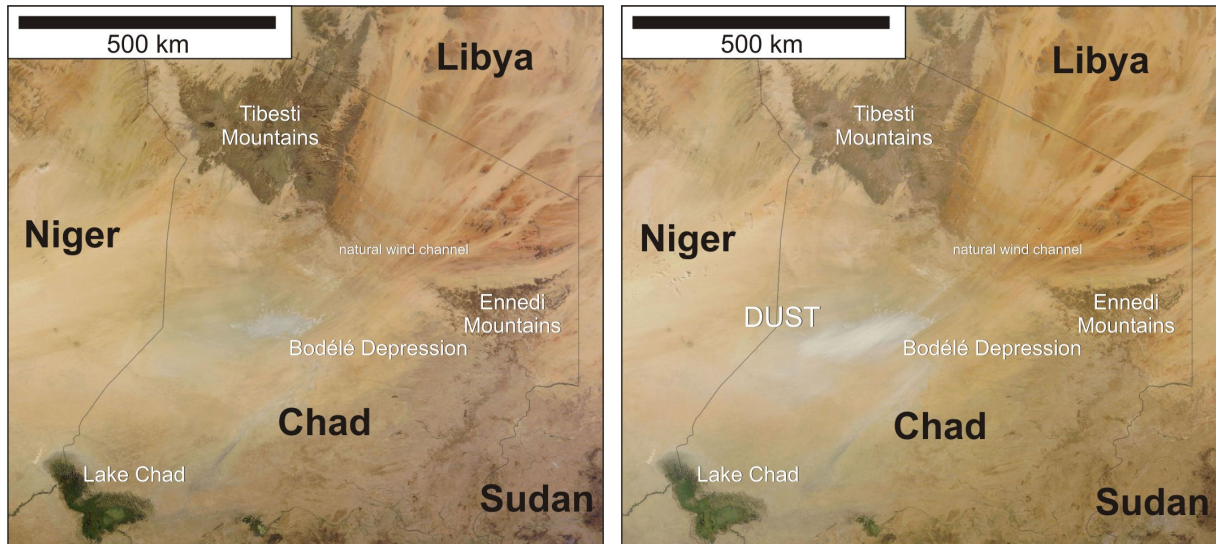 500 km
Libya
Tibesti
Mountains
Niger
natural wind channel
Ennedi
Mountains
Bodélé Depression
Chad
Lake Chad
Sudan
500 km
Libya
Tibesti
Mountains
Niger
natural wind channel
Ennedi
Mountains
DUST
Bodélé Depression
Chad
Lake Chad
Sudan